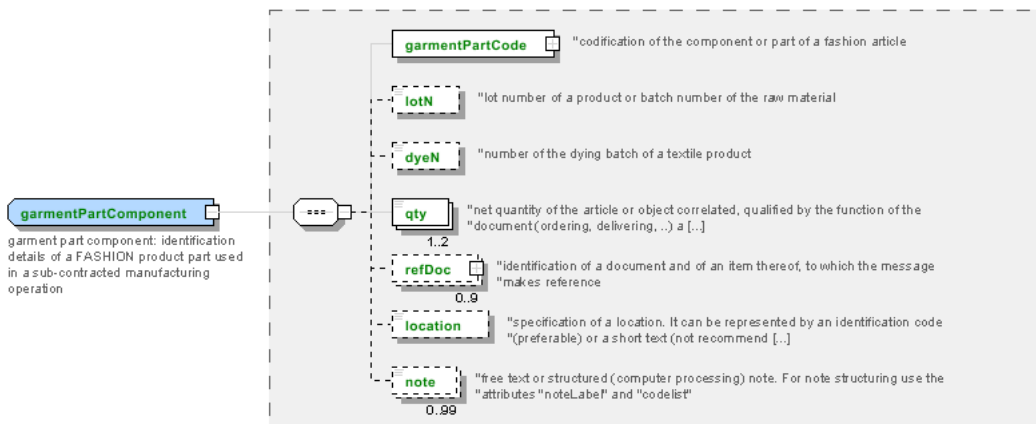 garmentPartCode
"codification of the component or part of a fashion article
lotN
"lot number of a product or batch number of the raw material
dyeN
"number of the dying batch of a textile product
garmentPartComponent
garment part component: identification
details of a FASHION product part used
in a sub-contracted manufacturing
operation
qty
"net quantity of the article or object correlated, qualified by the function of the
"document (ordering, delivering, ..) a [...]
1..2
refDoc
"identification of a document and of an item thereof, to which the message
"makes reference
0..9
location
"specification of a location. It can be represented by an identification code
"(preferable) or a short text (not recommend [...]
note
"free text or structured (computer processing) note. For note structuring use the
"attributes "noteLabel" and "codelist"
0..99